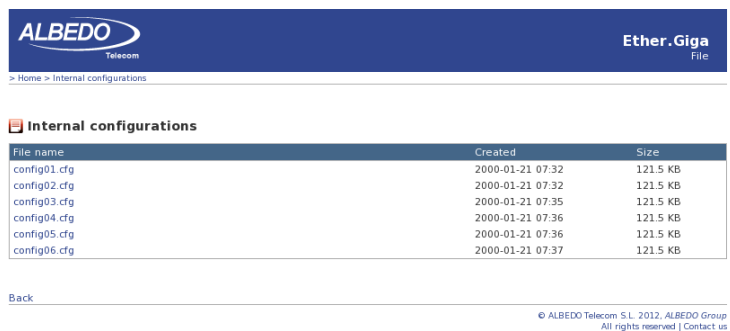 ALBEDO
Telecom
Ether.Giga
File
> Home > Internal configurations
Internal configurations
File name Created Size
config01.cfg 2000-01-21 07:32 121.5 KB
config02.cfg 2000-01-21 07:32 121.5 KB
config03.cfg 2000-01-21 07:35 121.5 KB
config04.cfg 2000-01-21 07:36 121.5 KB
config05.cfg 2000-01-21 07:36 121.5 KB
config06.cfg 2000-01-21 07:37 121.5 KB
Back
© ALBEDO Telecom S.L. 2012, ALBEDO Group
All rights reserved | Contact us